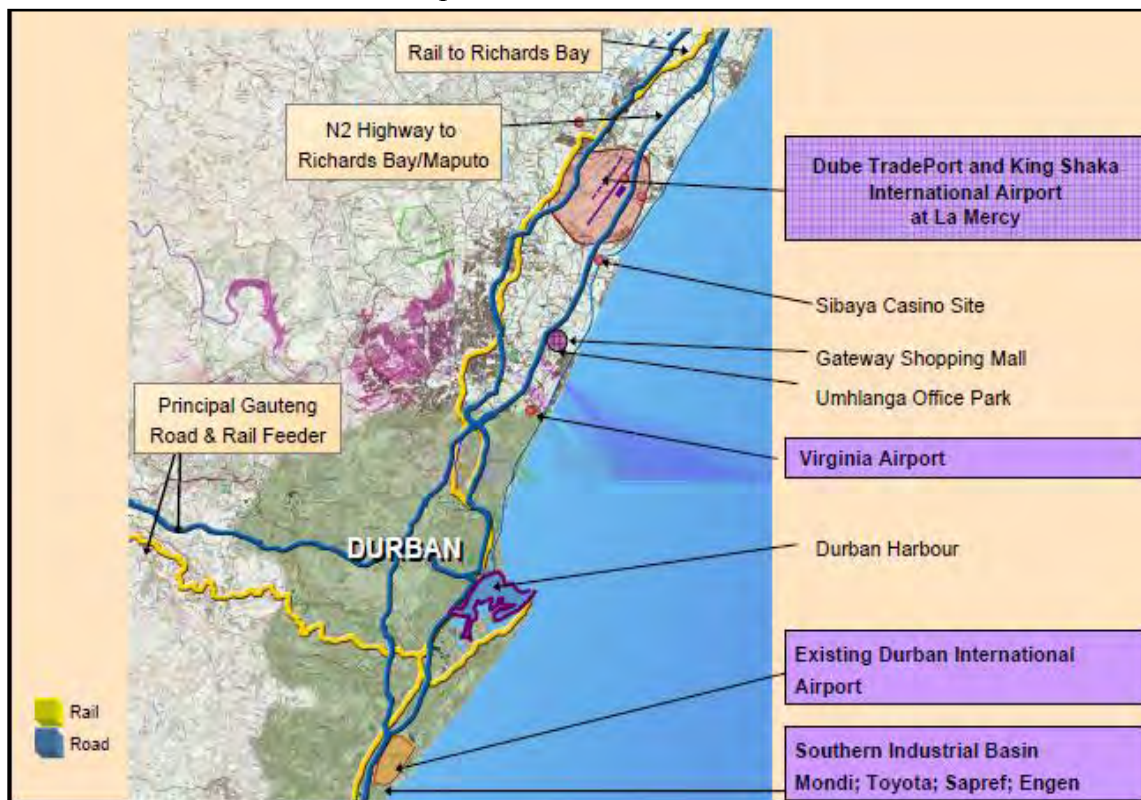 Rail to Richards Bay
N2 Highway to
Richards Bay/Maputo
Dube TradePort and King Shaka
International Airport
at La Mercy
Sibaya Casino Site
Gateway Shopping Mall
Umhlanga Office Park
Principal Gauteng
Road & Rail Feeder
Virginia Airport
DURBAN
Durban Harbour
Existing Durban International
Airport
Rail
Road
Southern Industrial Basin
Mondi; Toyota; Sapref; Engen